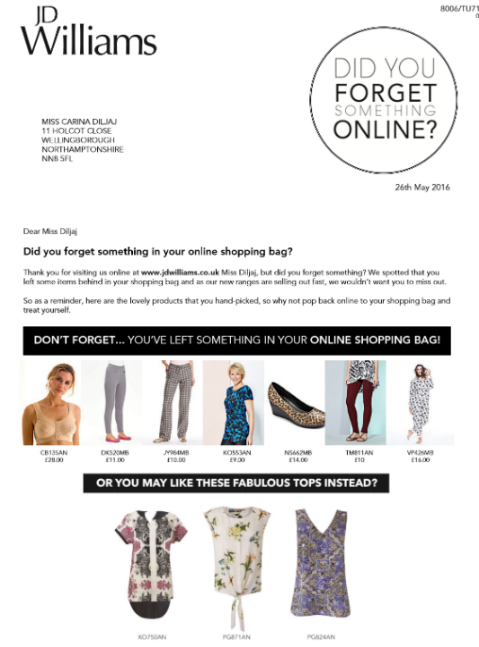 JD
Williams
8006/TU71
0
DID YOU
FORGET
SOMETHING
ONLINE?
MISS CARINA DILJAJ
11 HOLCOT CLOSE
WELLINGBOROUGH
NORTHAMPTONSHIRE
NN8 5FL
26th May 2016
Dear Miss Diljaj
Did you forget something in your online shopping bag?
Thank you for visiting us online at www.jdwilliams.co.uk Miss Diljaj, but did you forget something? We spotted that you
left some items behind in your shopping bag and as our new ranges are selling out fast, we wouldn't want you to miss out.
So as a reminder, here are the lovely products that you hand-picked, so why not pop back online to your shopping bag and
treat yourself.
DON'T FORGET... YOU'VE LEFT SOMETHING IN YOUR ONLINE SHOPPING BAG!
CB135AN DK520MB JY984MB KO553AN NS662MB TM811AN VP426MB
£28.00 £11.00 £10.00 £9.00 £14.00 £10 £16.00
OR YOU MAY LIKE THESE FABULOUS TOPS INSTEAD?
KO750AN PG871AN PG824AN